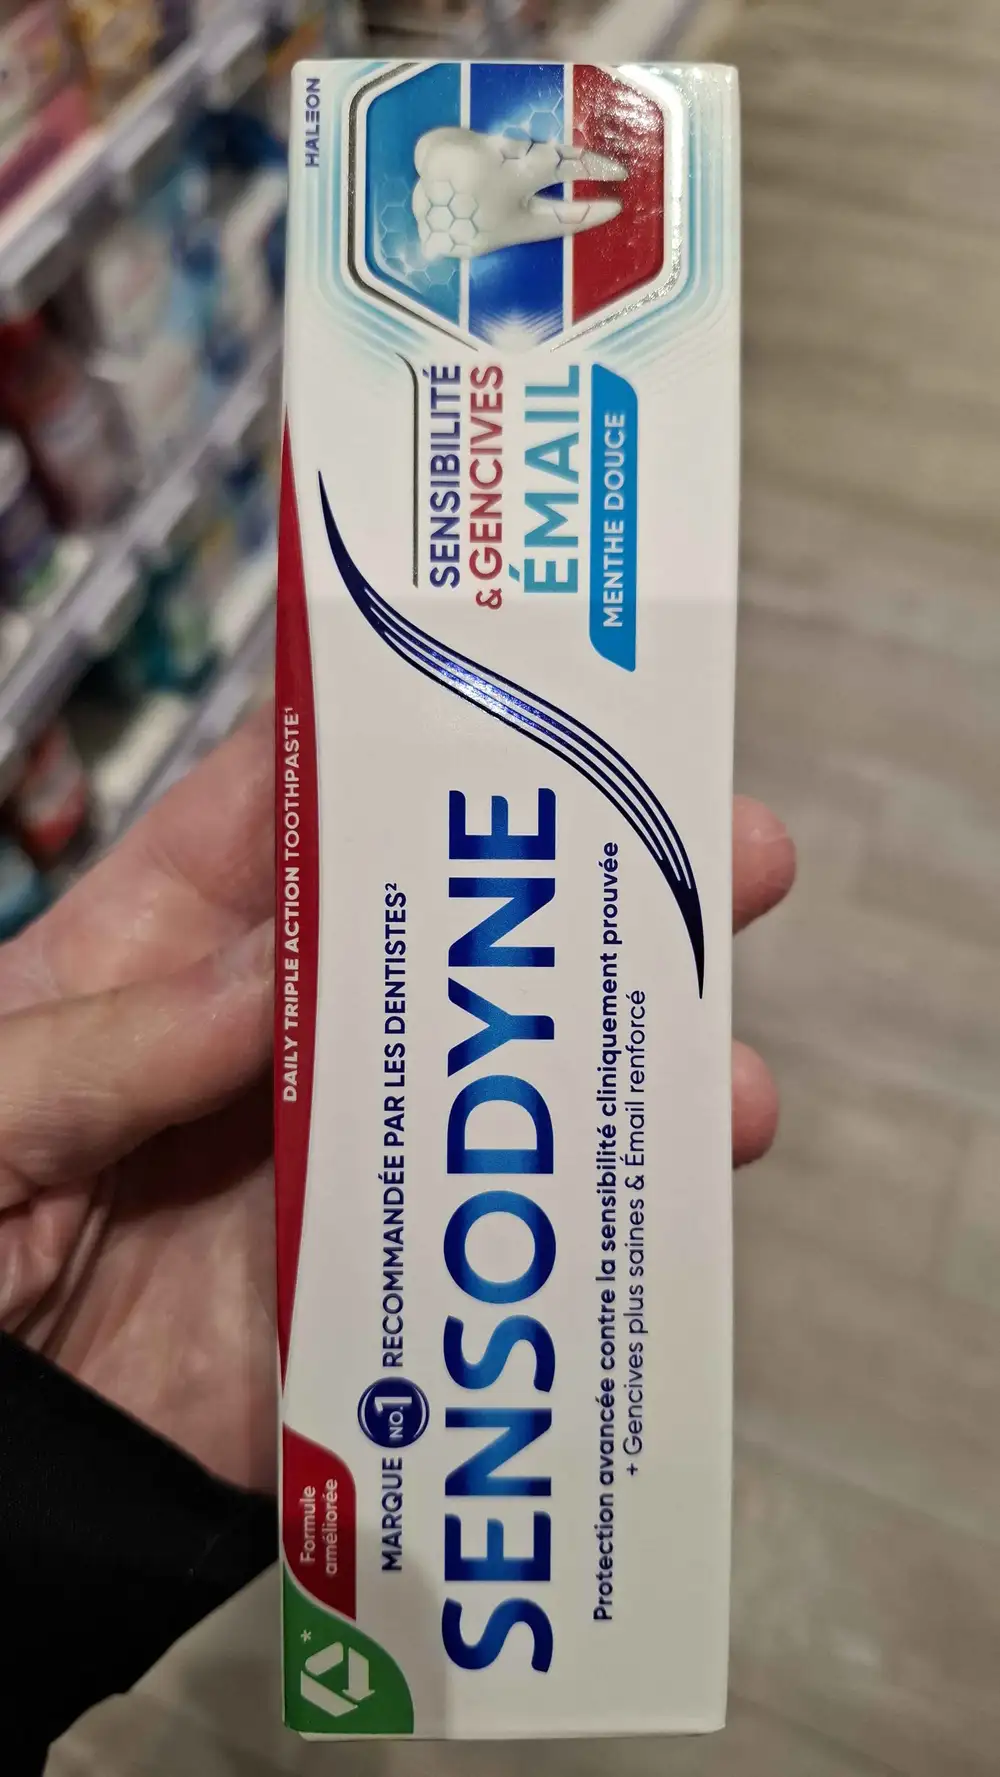 DAILY TRIPLE ACTION TOOTHPASTE¹
Formule
améliorée
*
MARQUE NO.1 RECOMMANDÉE PAR LES DENTISTES²
SENSODYNE
Protection avancée contre la sensibilité cliniquement prouvée
+ Gencives plus saines & Émail renforcé
HALEON
SENSIBILITÉ
& GENCIVES
ÉMAIL
MENTHE DOUCE